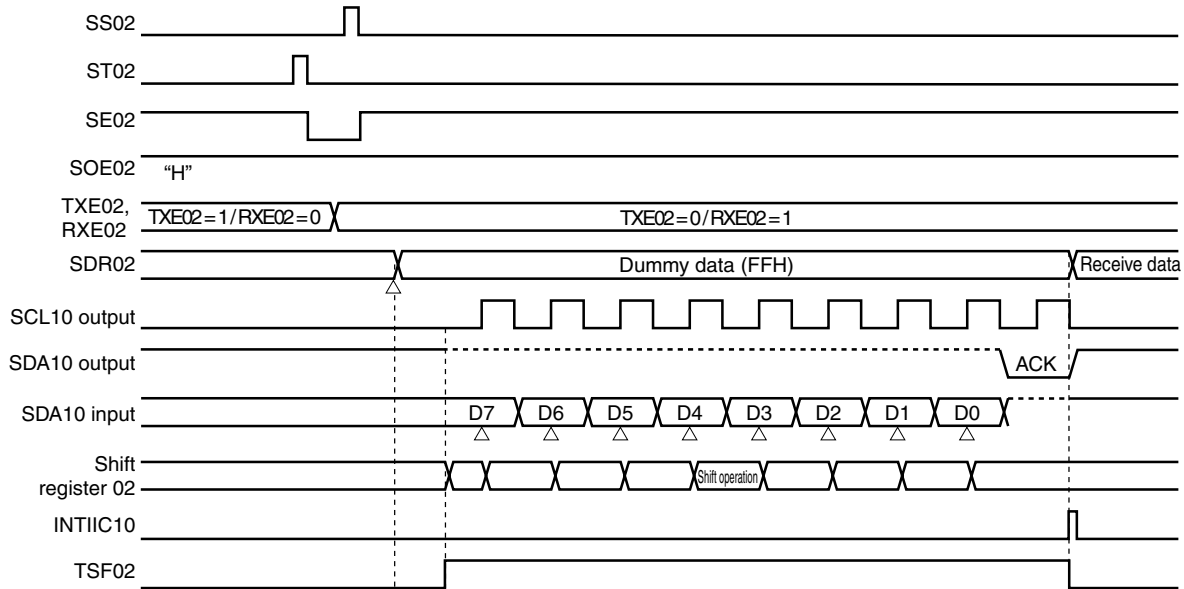 SS02
ST02
SE02
SOE02 “H”
TXE02,
RXE02
TXE02=1/RXE02=0
TXE02=0/RXE02=1
SDR02
Dummy data (FFH)
Receive data
SCL10 output
SDA10 output
ACK
SDA10 input
D7 D6 D5 D4 D3 D2 D1 D0
Shift
register 02
Shift operation
INTIIC10
TSF02